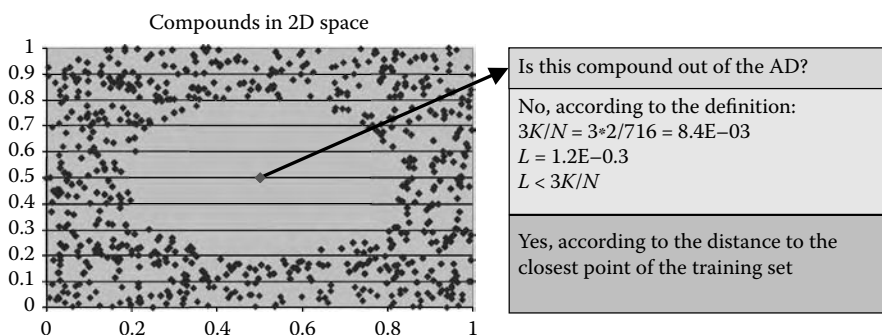 Compounds in 2D space
1
0.9
0.8
0.7
0.6
0.5
0.4
0.3
0.2
0.1
0
0
0.2
0.4
0.6
0.8
1
Is this compound out of the AD?
No, according to the definition:
3K/N = 3*2/716 = 8.4E−03
L = 1.2E−0.3
L < 3K/N
Yes, according to the distance to the
closest point of the training set